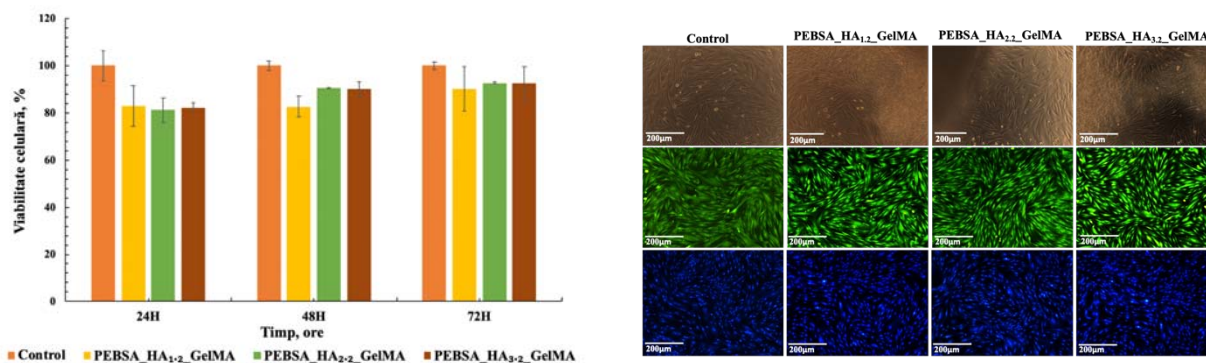 Viabilitate celulară, %
120
100
80
60
40
20
0
24H 48H 72H
Timp, ore
Control PEBSA_HA₁.₂_GelMA PEBSA_HA₂.₂_GelMA PEBSA_HA₃.₂_GelMA
Control PEBSA_HA₁.₂_GelMA PEBSA_HA₂.₂_GelMA PEBSA_HA₃.₂_GelMA
200µm 200µm 200µm 200µm
200µm 200µm 200µm 200µm
200µm 200µm 200µm 200µm